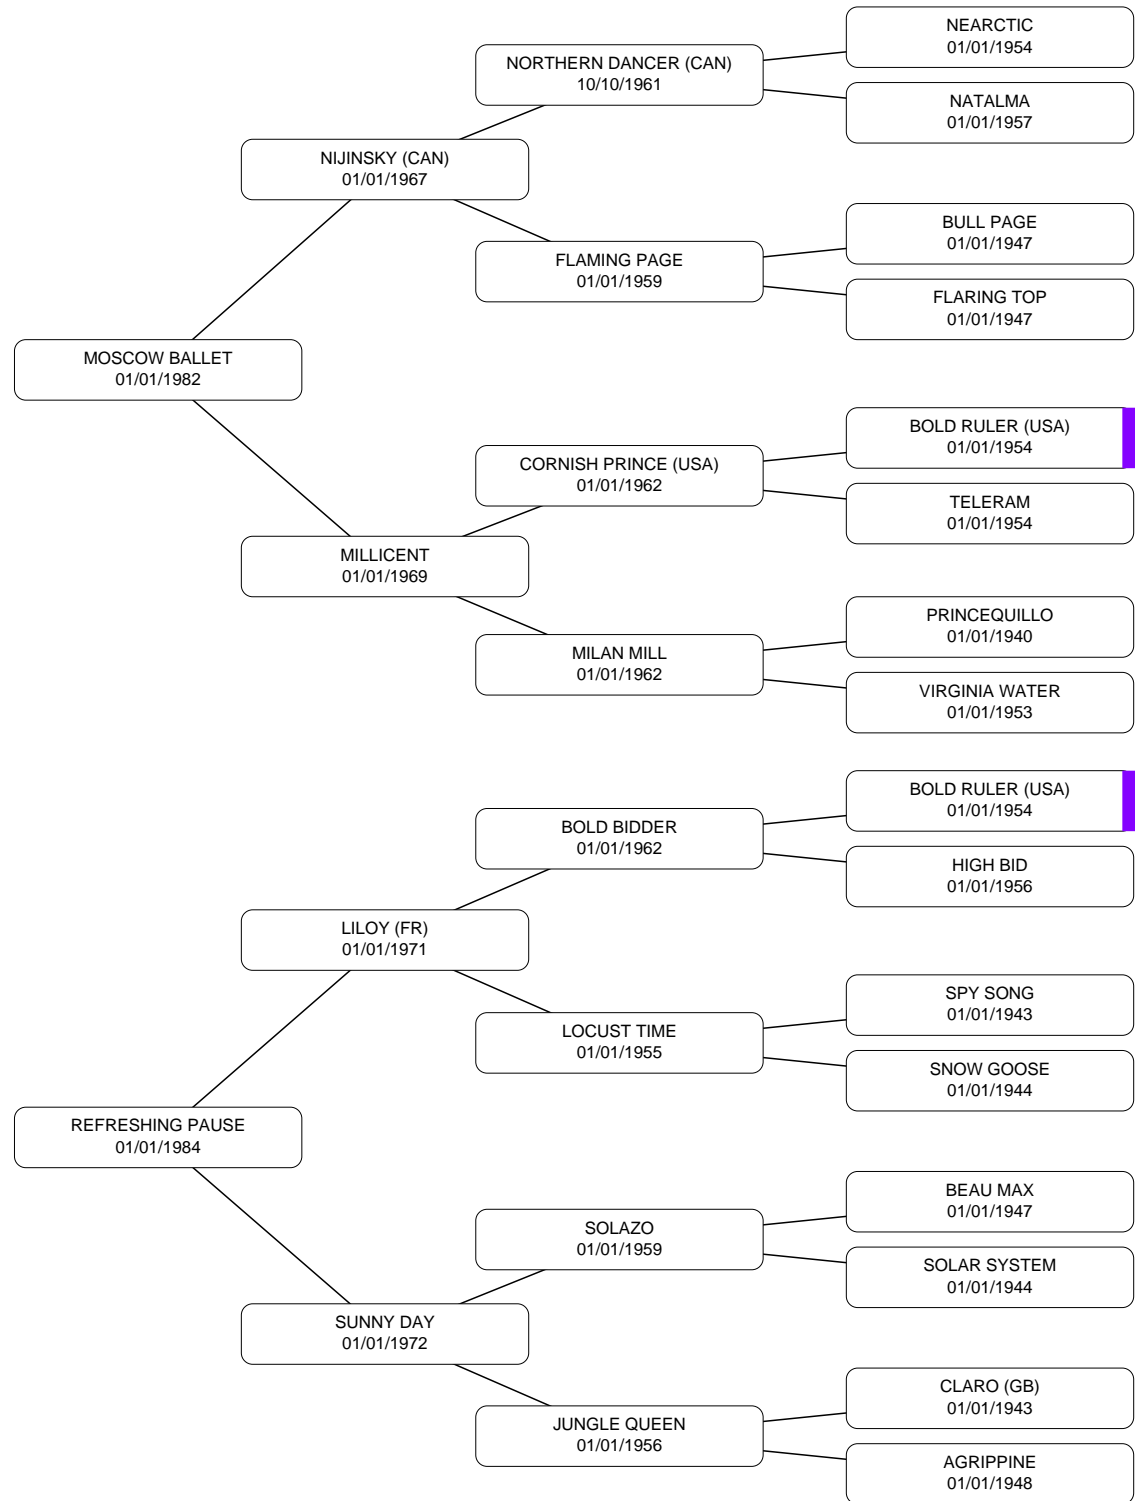 NEARCTIC
01/01/1954
NORTHERN DANCER (CAN)
10/10/1961
NATALMA
01/01/1957
NIJINSKY (CAN)
01/01/1967
BULL PAGE
01/01/1947
FLAMING PAGE
01/01/1959
FLARING TOP
01/01/1947
MOSCOW BALLET
01/01/1982
BOLD RULER (USA)
01/01/1954
CORNISH PRINCE (USA)
01/01/1962
TELERAM
01/01/1954
MILLICENT
01/01/1969
PRINCEQUILLO
01/01/1940
MILAN MILL
01/01/1962
VIRGINIA WATER
01/01/1953
BOLD RULER (USA)
01/01/1954
BOLD BIDDER
01/01/1962
HIGH BID
01/01/1956
LILOY (FR)
01/01/1971
SPY SONG
01/01/1943
LOCUST TIME
01/01/1955
SNOW GOOSE
01/01/1944
REFRESHING PAUSE
01/01/1984
BEAU MAX
01/01/1947
SOLAZO
01/01/1959
SOLAR SYSTEM
01/01/1944
SUNNY DAY
01/01/1972
CLARO (GB)
01/01/1943
JUNGLE QUEEN
01/01/1956
AGRIPPINE
01/01/1948